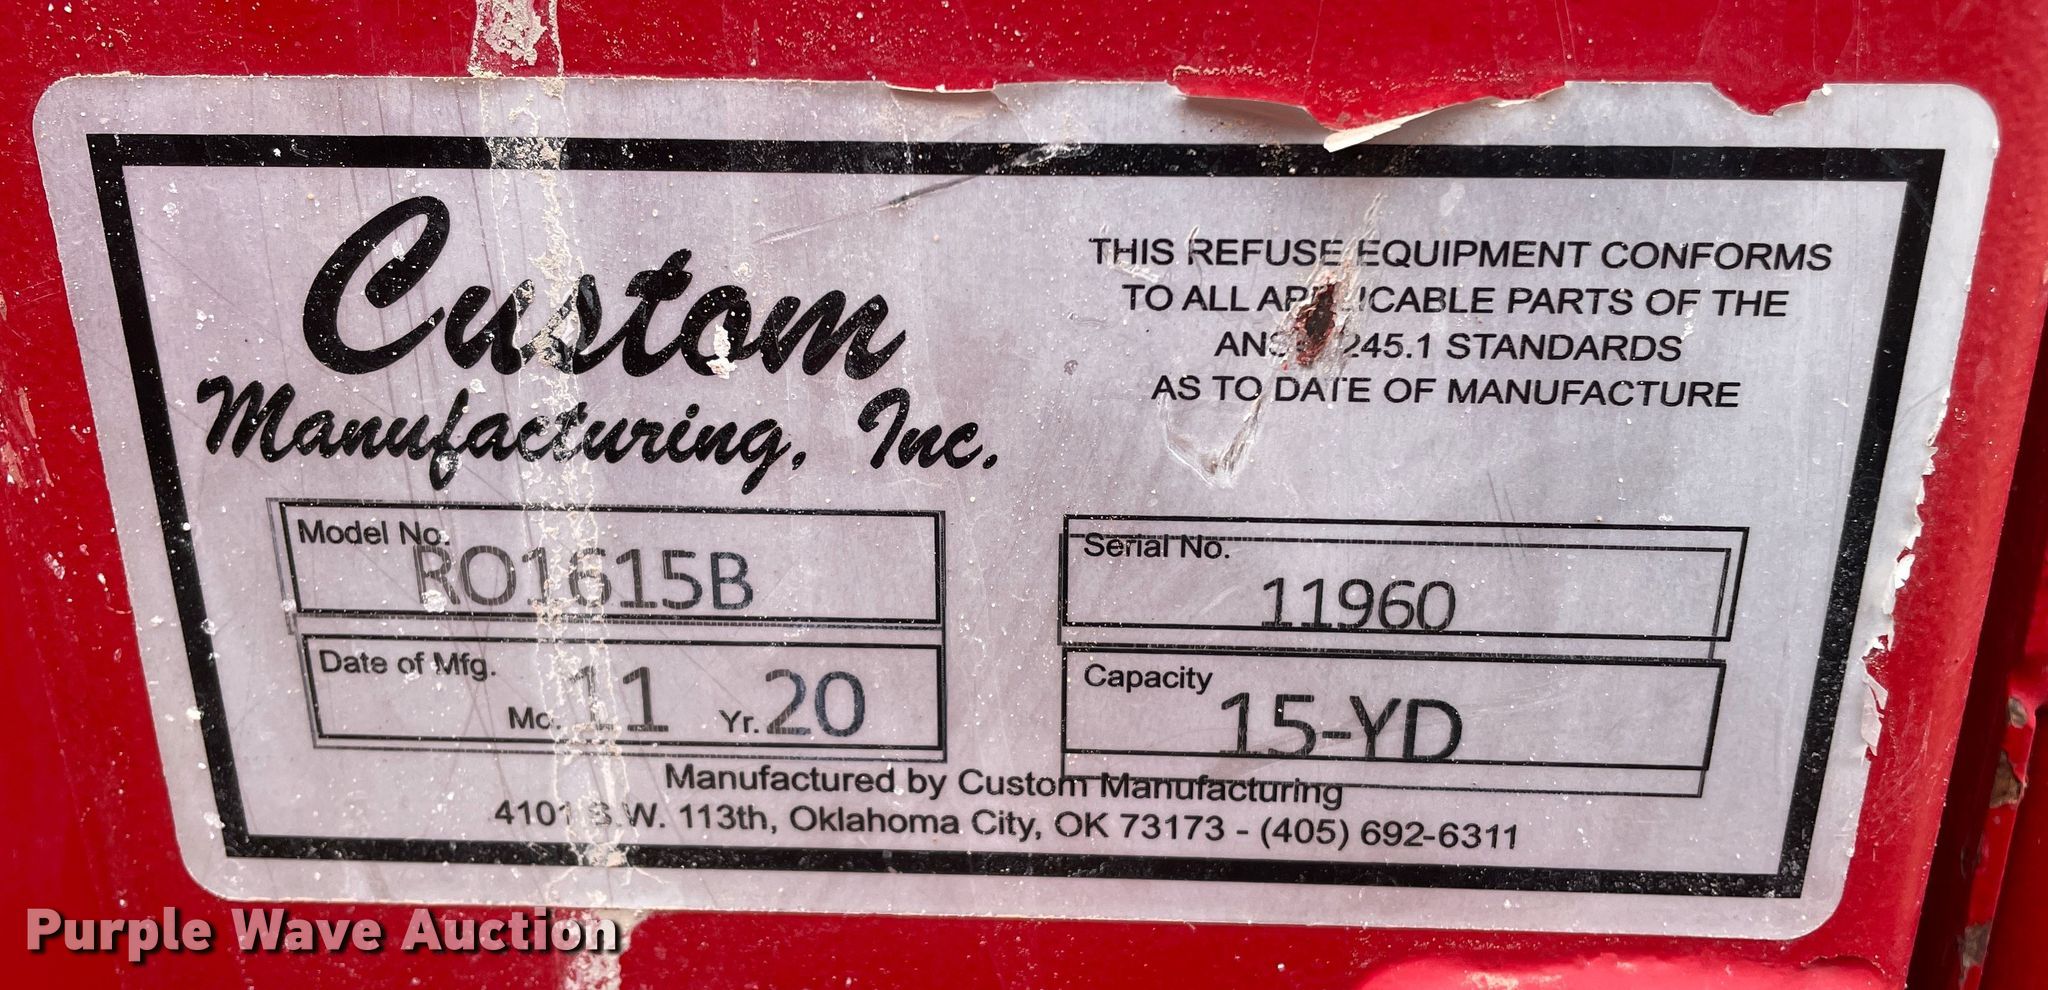 Custom
Manufacturing, Inc.
THIS REFUSE EQUIPMENT CONFORMS
TO ALL APPLICABLE PARTS OF THE
245.1 STANDARDS
AS TO DATE OF MANUFACTURE
Model No.
RO1615B
Serial No.
11960
Date of Mfg.
Mo. 11 Yr. 20
Capacity
15-YD
Manufactured by Custom Manufacturing
4101 S.W. 113th, Oklahoma City, OK 73173 - (405) 692-6311
Purple Wave Auction